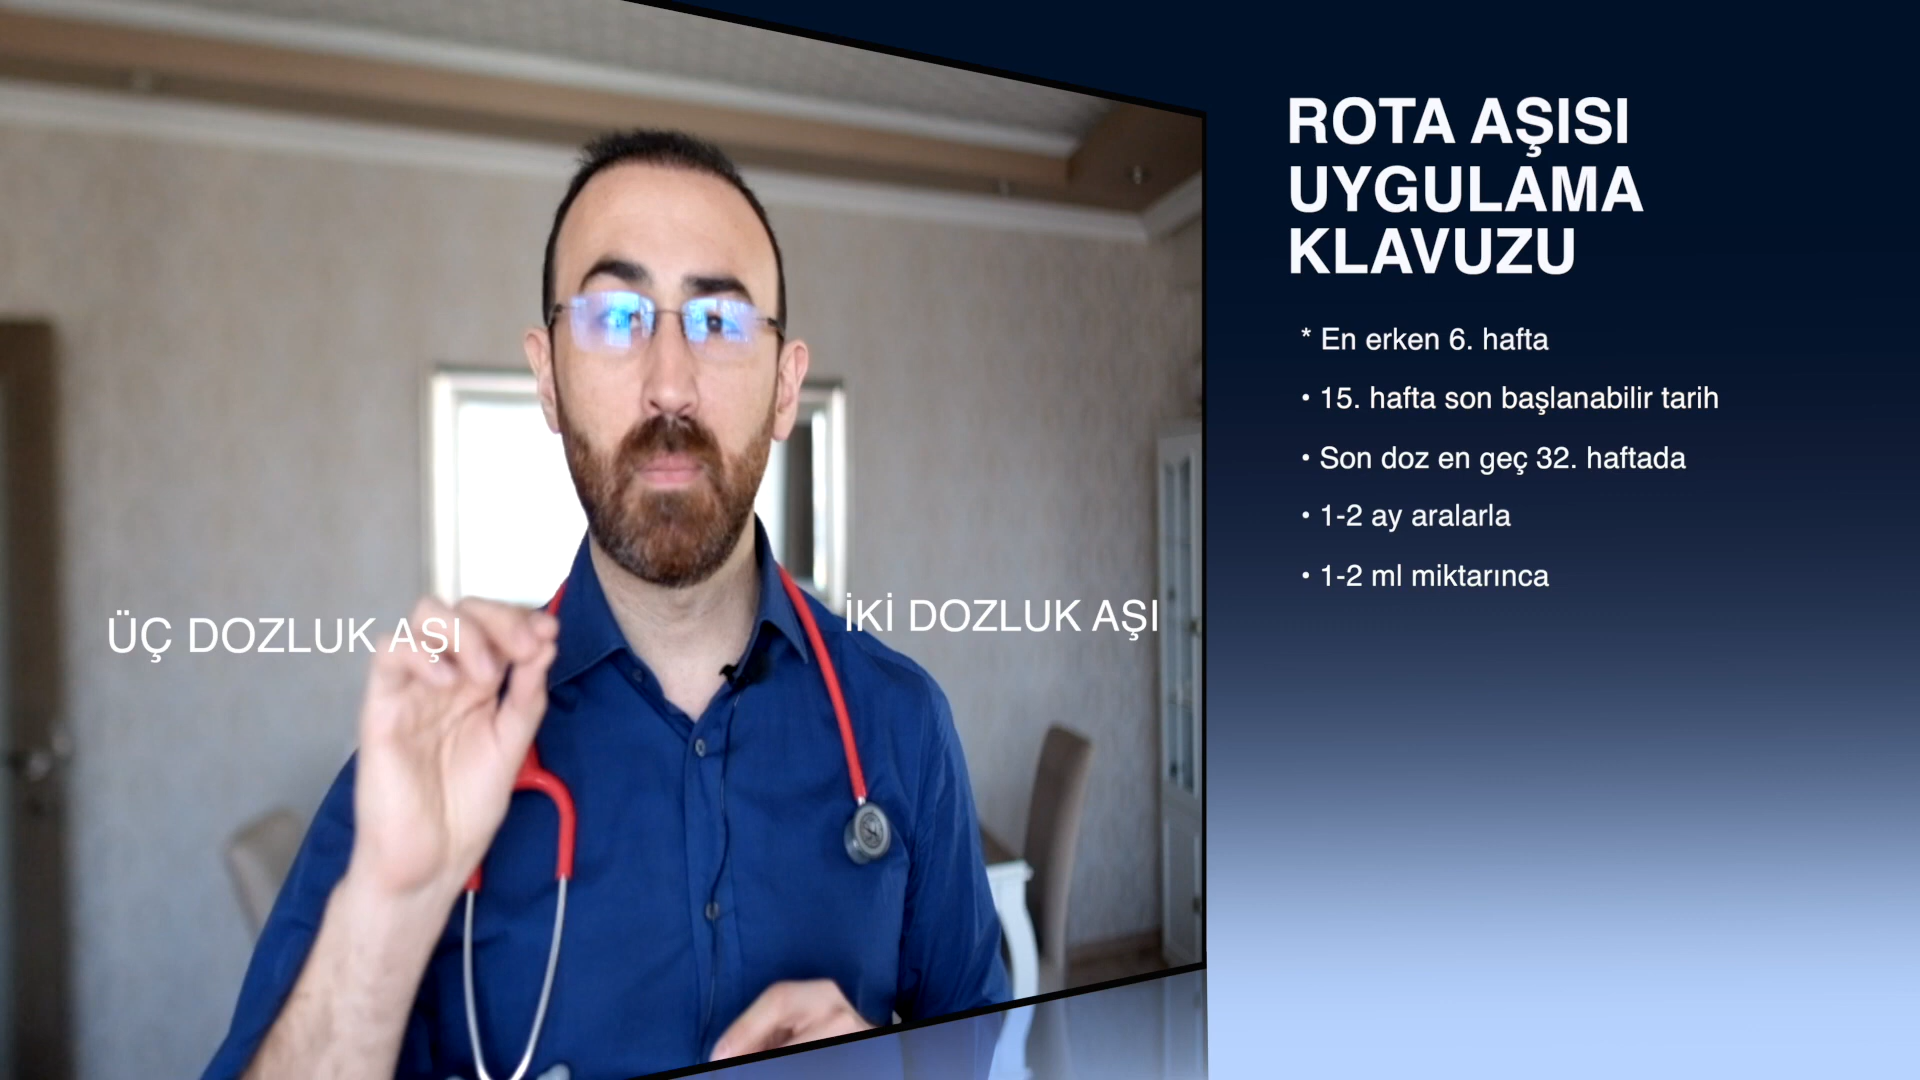 ROTA AŞISI
UYGULAMA
KLAVUZU
* En erken 6. hafta
• 15. hafta son başlanabilir tarih
• Son doz en geç 32. haftada
• 1-2 ay aralarla
• 1-2 ml miktarınca
ÜÇ DOZLUK AŞI
İKİ DOZLUK AŞI